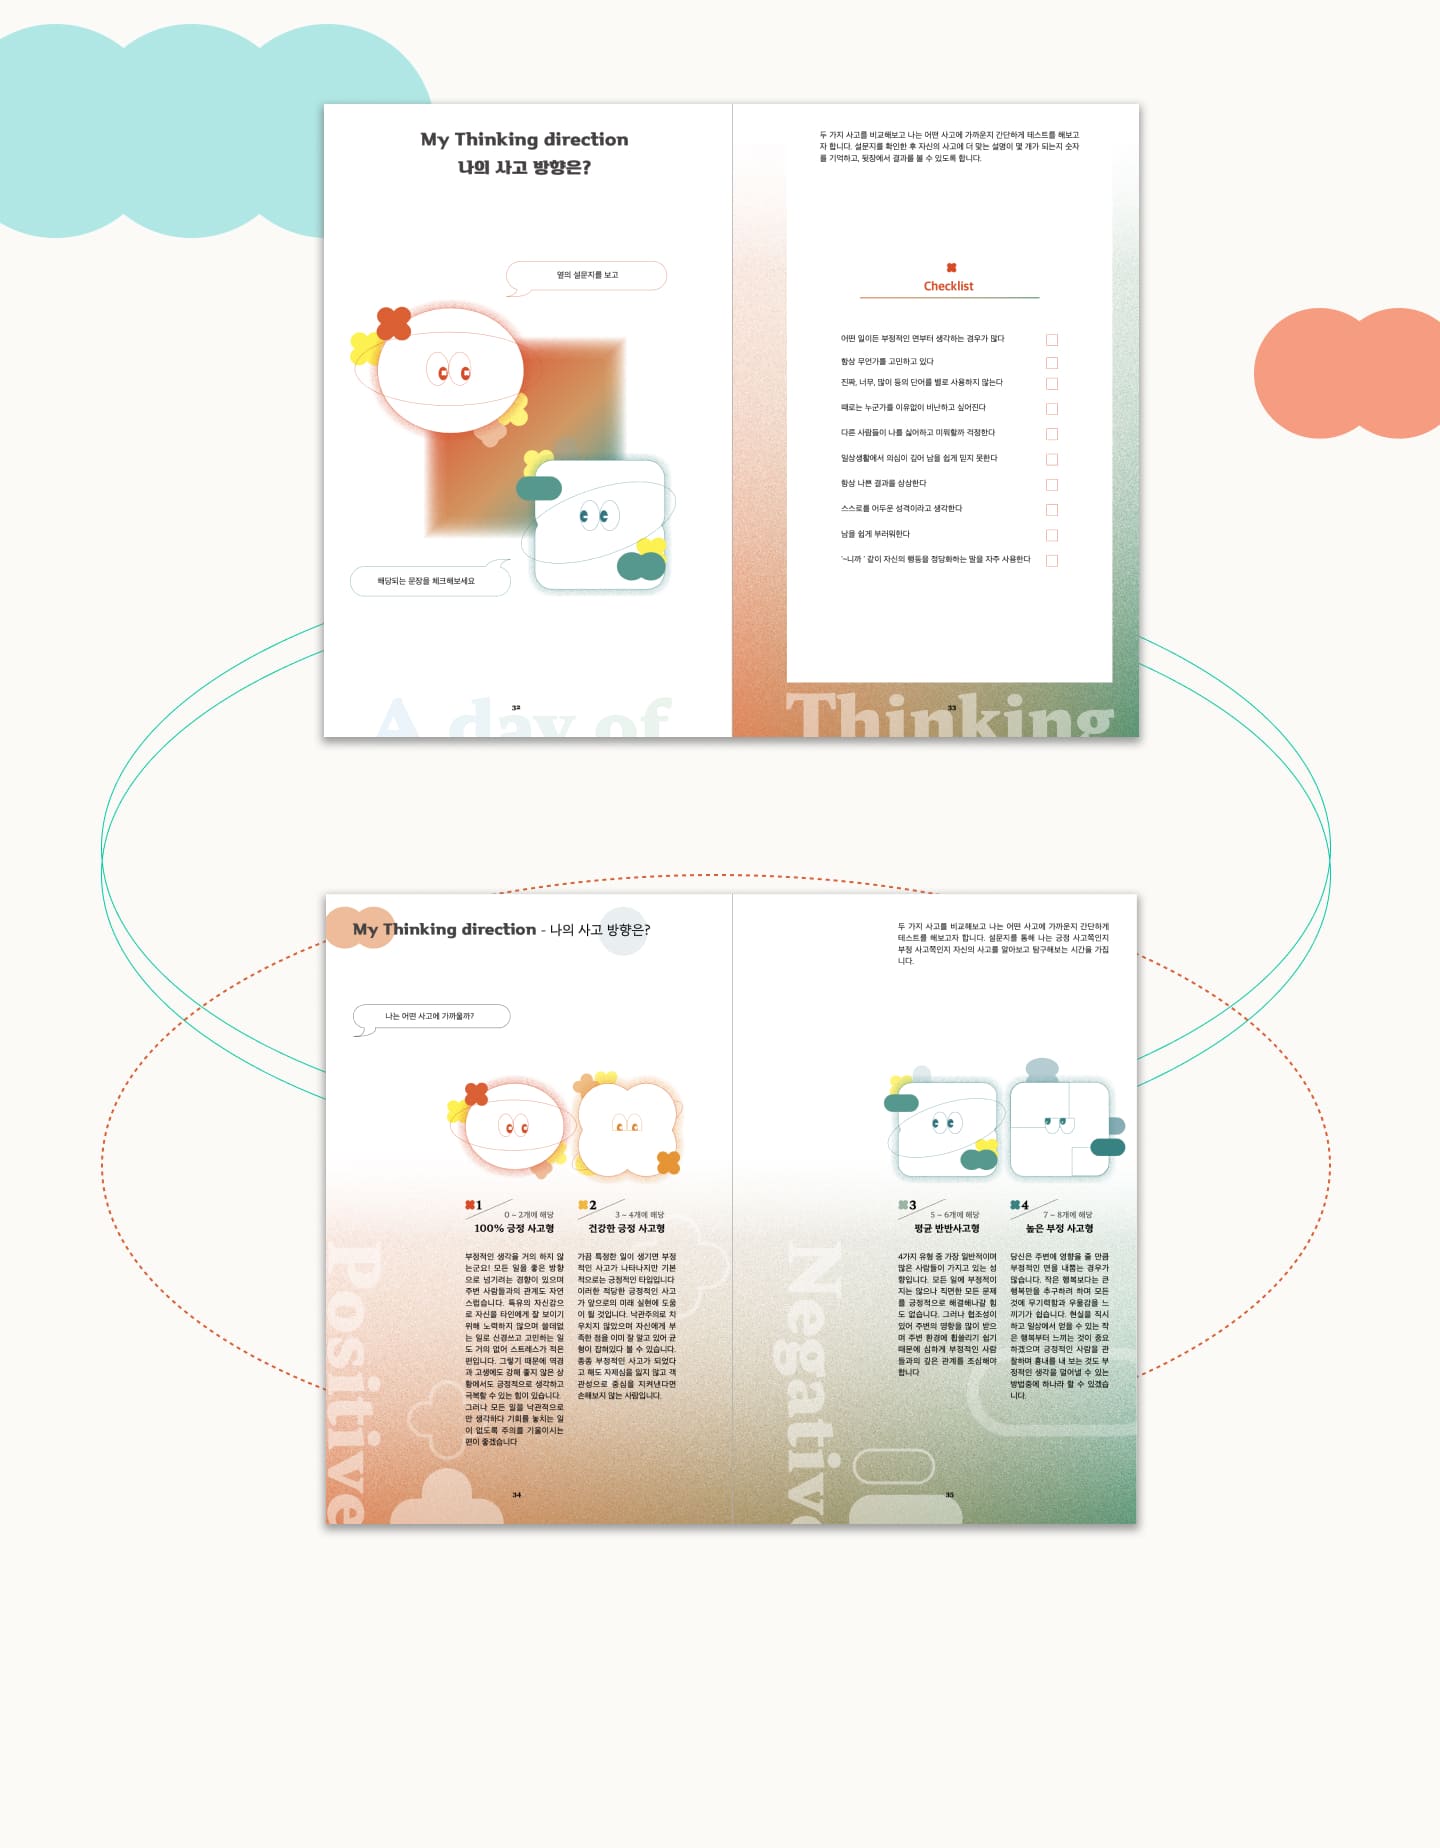 My Thinking direction
나의 사고 방향은?
옆의 설문지를 보고
해당되는 문장을 체크해보세요
A day of
32
두 가지 사고를 비교해보고 나는 어떤 사고에 가까운지 간단하게 테스트를 해보고
자 합니다. 설문지를 확인한 후 자신의 사고에 더 맞는 설명이 몇 개가 되는지 숫자
를 기억하고, 뒷장에서 결과를 볼 수 있도록 합니다.
Checklist
어떤 일이든 부정적인 면부터 생각하는 경우가 많다
항상 무언가를 고민하고 있다
진짜, 너무, 많이 등의 단어를 별로 사용하지 않는다
때로는 누군가를 이유없이 비난하고 싶어진다
다른 사람들이 나를 싫어하고 미워할까 걱정한다
일상생활에서 의심이 깊어 남을 쉽게 믿지 못한다
항상 나쁜 결과를 상상한다
스스로를 어두운 성격이라고 생각한다
남을 쉽게 부러워한다
'~니까 ' 같이 자신의 행동을 정당화하는 말을 자주 사용한다
Thinking
33
My Thinking direction - 나의 사고 방향은?
나는 어떤 사고에 가까울까?
1
0 ~ 2개에 해당
100% 긍정 사고형
부정적인 생각을 거의 하지 않
는군요! 모든 일을 좋은 방향
으로 넘기려는 경향이 있으며
주변 사람들과의 관계도 자연
스럽습니다. 특유의 자신감으
로 자신을 타인에게 잘 보이기
위해 노력하지 않으며 쓸데없
는 일로 신경쓰고 고민하는 일
도 거의 없어 스트레스가 적은
편입니다. 그렇기 때문에 역경
과 고생에도 강해 좋지 않은 상
황에서도 긍정적으로 생각하고
극복할 수 있는 힘이 있습니다.
그러나 모든 일을 낙관적으로
만 생각하다 기회를 놓치는 일
이 없도록 주의를 기울이시는
편이 좋겠습니다
2
3 ~ 4개에 해당
건강한 긍정 사고형
가끔 특정한 일이 생기면 부정
적인 사고가 나타나지만 기본
적으로는 긍정적인 타입입니다
이러한 적당한 긍정적인 사고
가 앞으로의 미래 실현에 도움
이 될 것입니다. 낙관주의로 치
우치지 않았으며 자신에게 부
족한 점을 이미 잘 알고 있어 균
형이 잡혀있다 볼 수 있습니다.
종종 부정적인 사고가 되었다
고 해도 자제심을 잃지 않고 객
관성으로 중심을 지켜낸다면
손해보지 않는 사람입니다.
Positive
34
두 가지 사고를 비교해보고 나는 어떤 사고에 가까운지 간단하게
테스트를 해보고자 합니다. 설문지를 통해 나는 긍정 사고쪽인지
부정 사고쪽인지 자신의 사고를 알아보고 탐구해보는 시간을 가집
니다.
3
5 ~ 6개에 해당
평균 반반사고형
4가지 유형 중 가장 일반적이며
많은 사람들이 가지고 있는 성
향입니다. 모든 일에 부정적이
지는 않으나 직면한 모든 문제
를 긍정적으로 해결해나갈 힘
도 없습니다. 그러나 협조성이
있어 주변의 영향을 많이 받으
며 주변 환경에 휩쓸리기 쉽기
때문에 심하게 부정적인 사람
들과의 깊은 관계를 조심해야
합니다
4
7 ~ 8개에 해당
높은 부정 사고형
당신은 주변에 영향을 줄 만큼
부정적인 면을 내뿜는 경우가
많습니다. 작은 행복보다는 큰
행복만을 추구하려 하며 모든
것에 무기력함과 우울감을 느
끼기가 쉽습니다. 현실을 직시
하고 일상에서 얻을 수 있는 작
은 행복부터 느끼는 것이 중요
하겠으며 긍정적인 사람을 관
찰하며 흉내를 내 보는 것도 부
정적인 생각을 덜어낼 수 있는
방법중에 하나라 할 수 있겠습
니다.
Negative
35